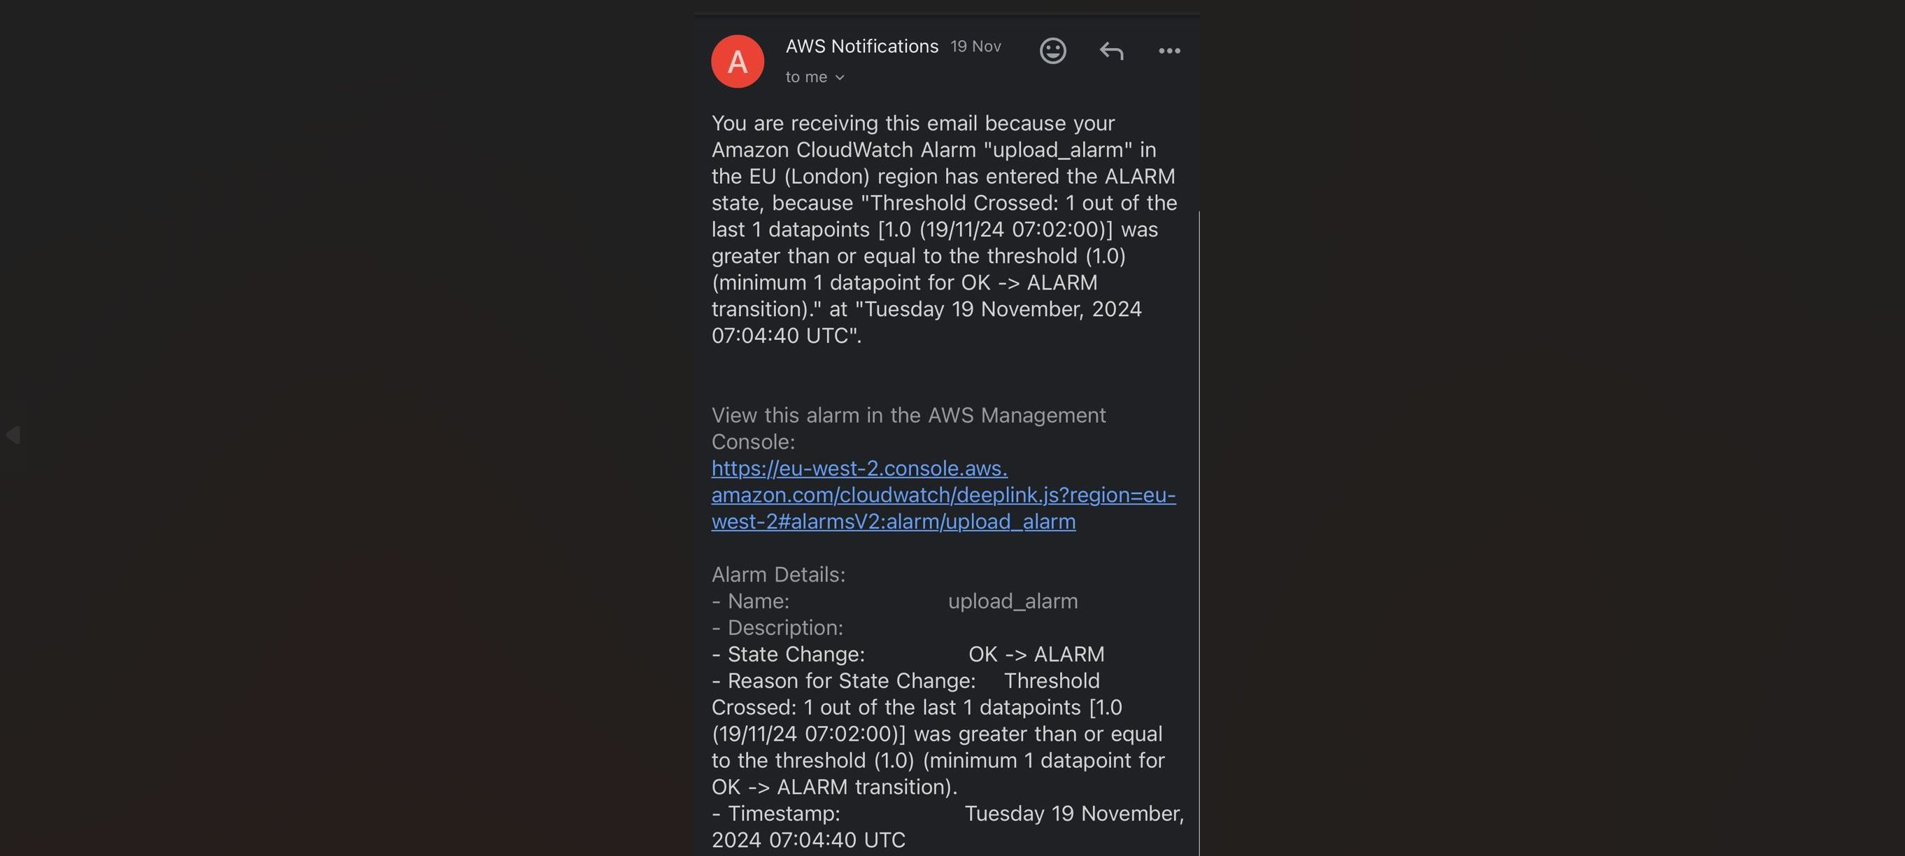 AWS Notifications 19 Nov
to me
A
You are receiving this email because your
Amazon CloudWatch Alarm "upload_alarm" in
the EU (London) region has entered the ALARM
state, because "Threshold Crossed: 1 out of the
last 1 datapoints [1.0 (19/11/24 07:02:00)] was
greater than or equal to the threshold (1.0)
(minimum 1 datapoint for OK -> ALARM
transition)." at "Tuesday 19 November, 2024
07:04:40 UTC".
View this alarm in the AWS Management
Console:
https://eu-west-2.console.aws.
amazon.com/cloudwatch/deeplink.js?region=eu-
west-2#alarmsV2:alarm/upload_alarm
Alarm Details:
- Name: upload_alarm
- Description:
- State Change: OK -> ALARM
- Reason for State Change: Threshold
Crossed: 1 out of the last 1 datapoints [1.0
(19/11/24 07:02:00)] was greater than or equal
to the threshold (1.0) (minimum 1 datapoint for
OK -> ALARM transition).
- Timestamp: Tuesday 19 November,
2024 07:04:40 UTC